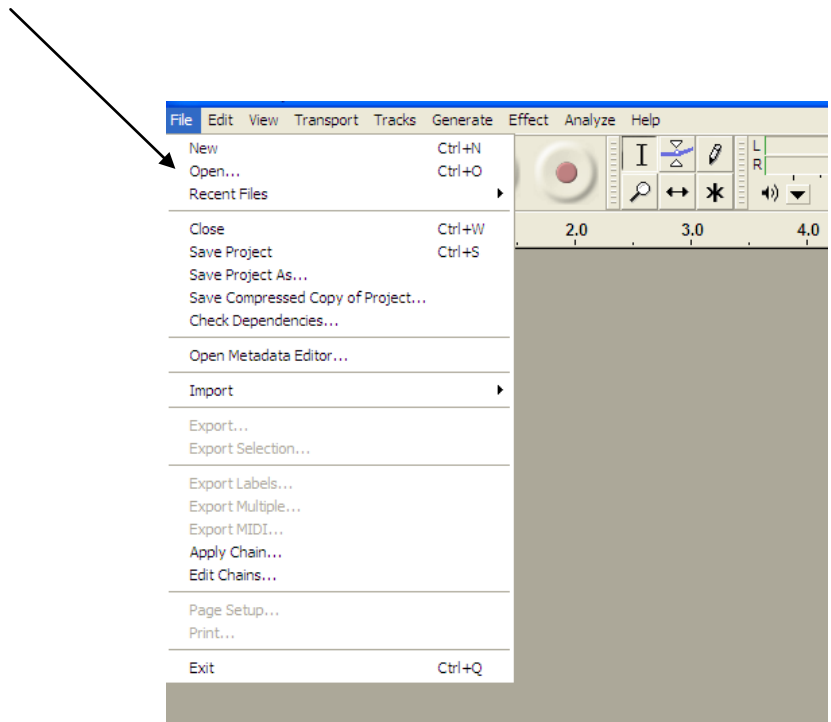 File Edit View Transport Tracks Generate Effect Analyze Help
New Ctrl+N
Open... Ctrl+O
Recent Files
Close Ctrl+W
Save Project Ctrl+S
Save Project As...
Save Compressed Copy of Project...
Check Dependencies...
Open Metadata Editor...
Import
Export...
Export Selection...
Export Labels...
Export Multiple...
Export MIDI...
Apply Chain...
Edit Chains...
Page Setup...
Print...
Exit Ctrl+Q
L
R
2.0 3.0 4.0